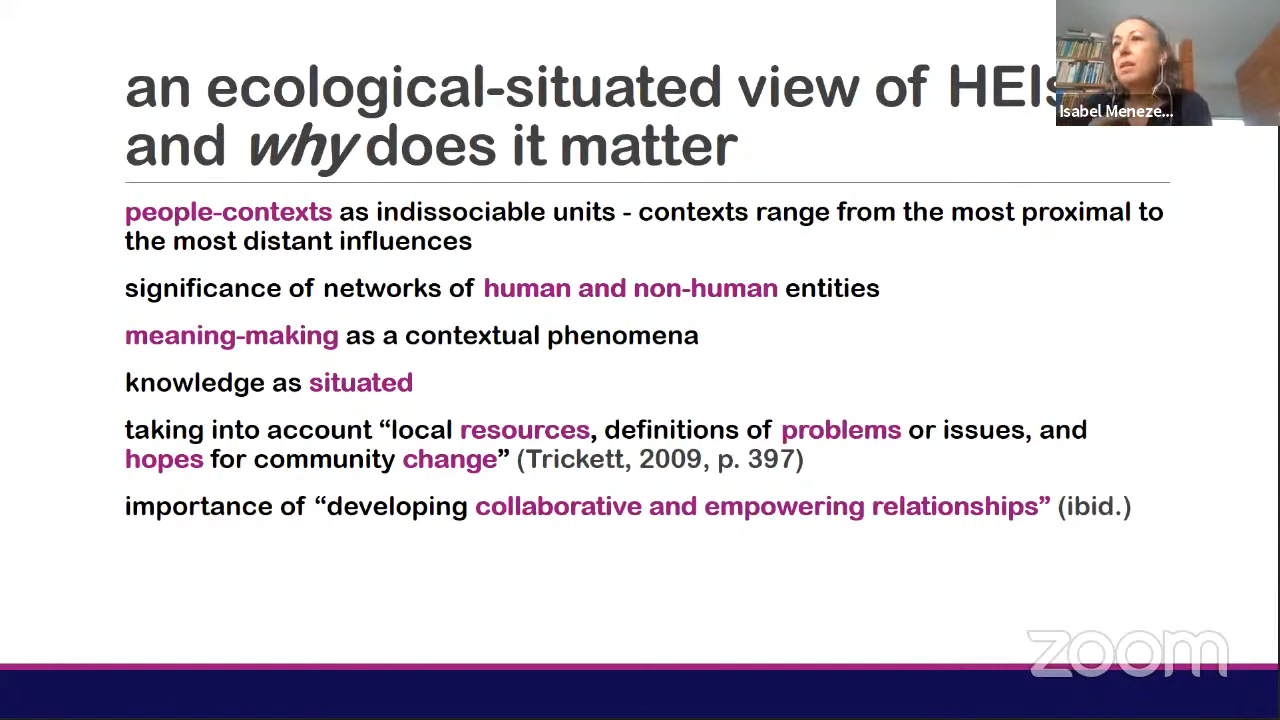 an ecological-situated view of HEIs
and why does it matter
Isabel Meneze...
people-contexts as indissociable units - contexts range from the most proximal to
the most distant influences
significance of networks of human and non-human entities
meaning-making as a contextual phenomena
knowledge as situated
taking into account “local resources, definitions of problems or issues, and
hopes for community change” (Trickett, 2009, p. 397)
importance of “developing collaborative and empowering relationships” (ibid.)
zoom